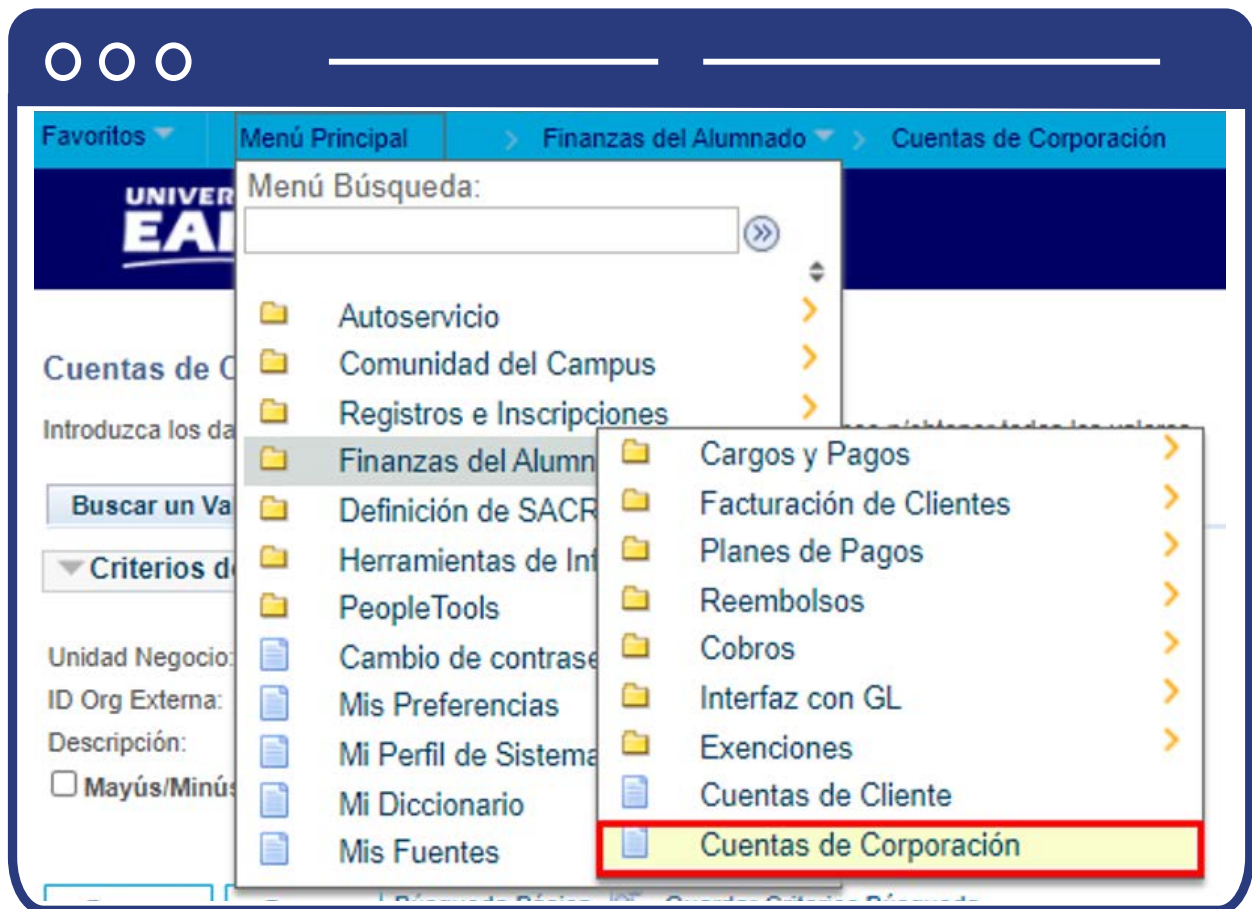 Favoritos Menú Principal > Finanzas del Alumnado > Cuentas de Corporación
Menú Búsqueda:
Autoservicio
Comunidad del Campus
Registros e Inscripciones
Finanzas del Alumn
Definición de SACR
Herramientas de Inf
PeopleTools
Cambio de contrase
Mis Preferencias
Mi Perfil de Sistema
Mi Diccionario
Mis Fuentes
Cargos y Pagos
Facturación de Clientes
Planes de Pagos
Reembolsos
Cobros
Interfaz con GL
Exenciones
Cuentas de Cliente
Cuentas de Corporación
UNIVER
EA
Cuentas de
Introduzca los da
Buscar un Va
Criterios d
Unidad Negocio:
ID Org Externa:
Descripción:
Mayús/Minús